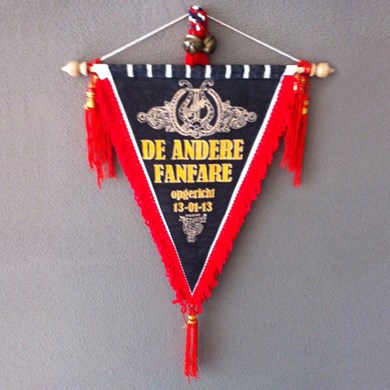 DE ANDERE
FANFARE
opgericht
13-01-13